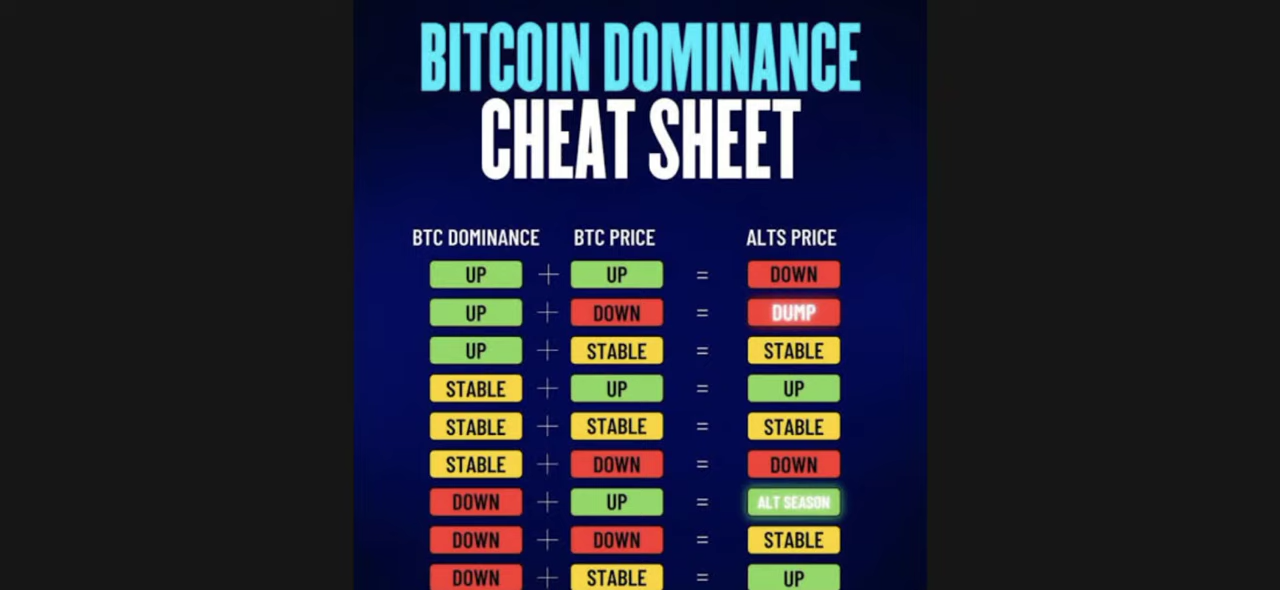 BITCOIN DOMINANCE
CHEAT SHEET
BTC DOMINANCE BTC PRICE ALTS PRICE
UP + UP = DOWN
UP + DOWN = DUMP
UP + STABLE = STABLE
STABLE + UP = UP
STABLE + STABLE = STABLE
STABLE + DOWN = DOWN
DOWN + UP = ALT SEASON
DOWN + DOWN = STABLE
DOWN + STABLE = UP